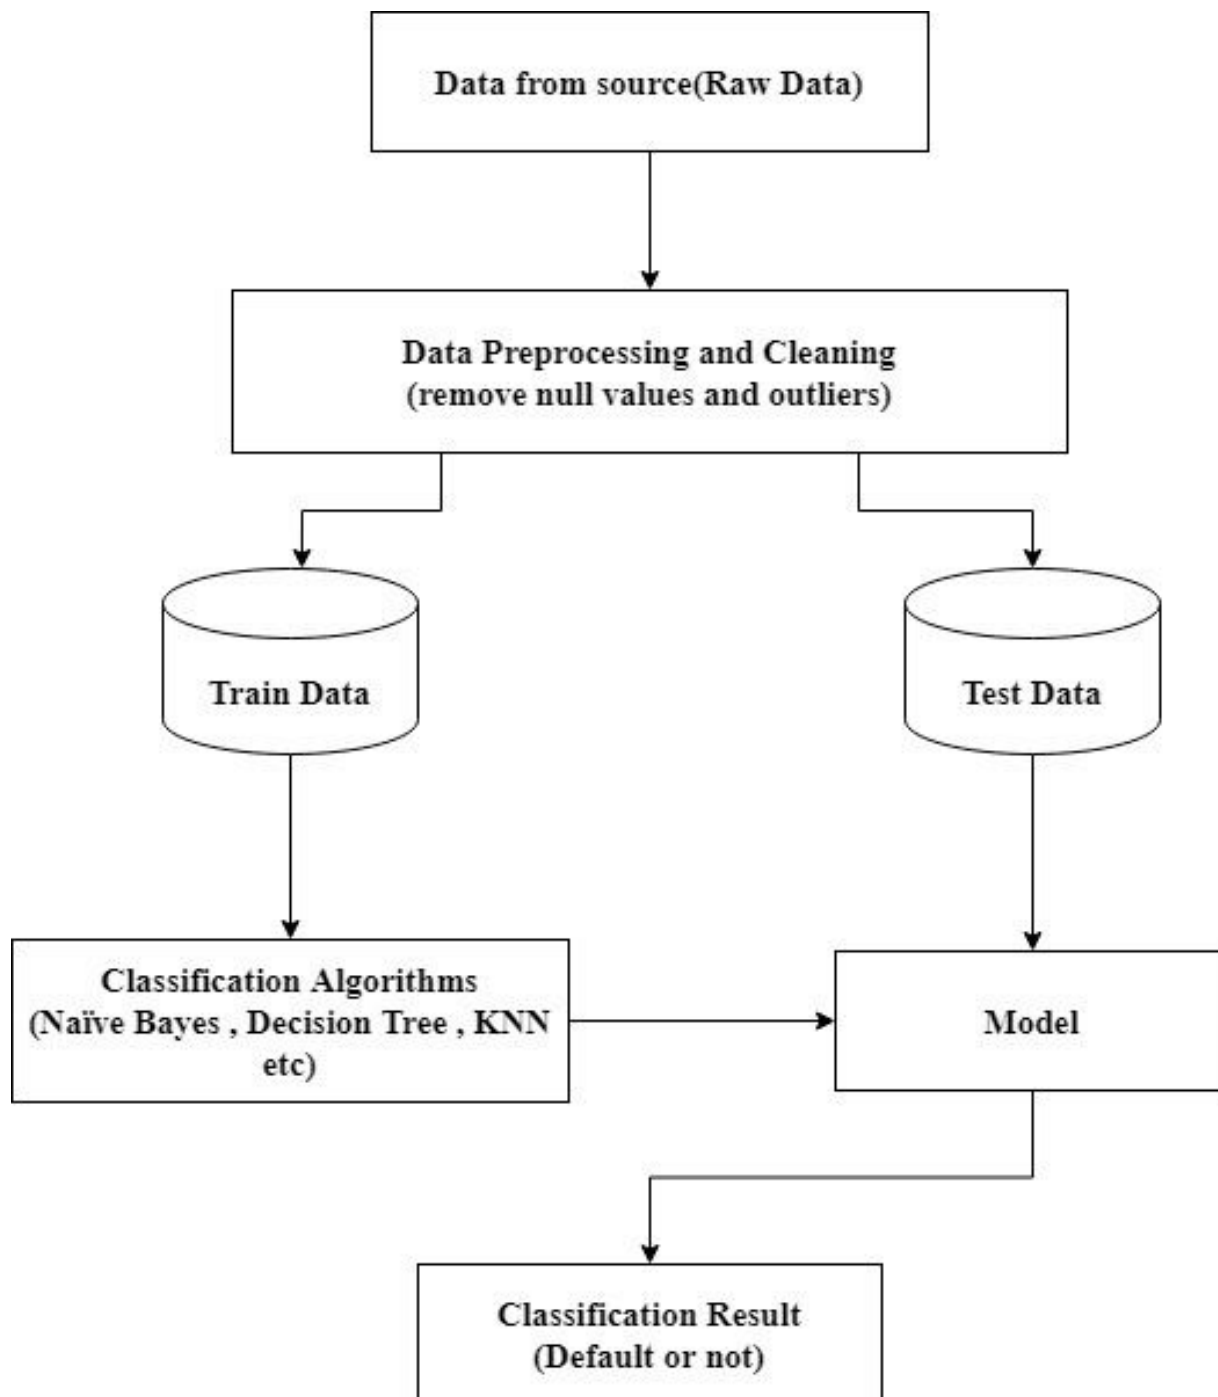 Data from source(Raw Data)
Data Preprocessing and Cleaning
(remove null values and outliers)
Train Data
Test Data
Classification Algorithms
(Naïve Bayes , Decision Tree , KNN
etc)
Model
Classification Result
(Default or not)